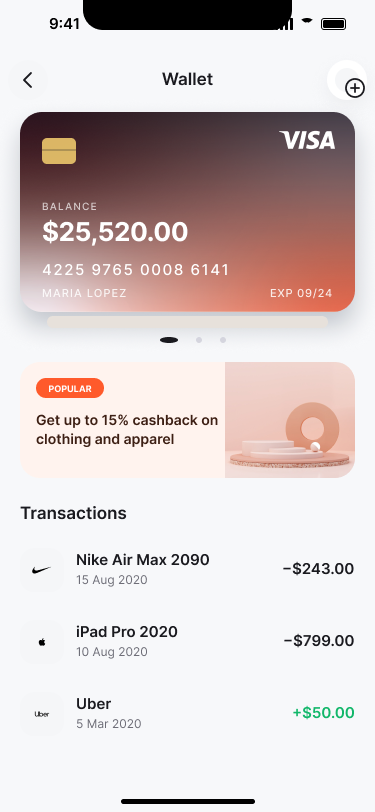 9:41
Wallet
VISA
BALANCE
$25,520.00
4225 9765 0008 6141
MARIA LOPEZ
EXP 09/24
POPULAR
Get up to 15% cashback on
clothing and apparel
Transactions
Nike Air Max 2090
15 Aug 2020
−$243.00
iPad Pro 2020
10 Aug 2020
−$799.00
Uber
Uber
5 Mar 2020
+$50.00